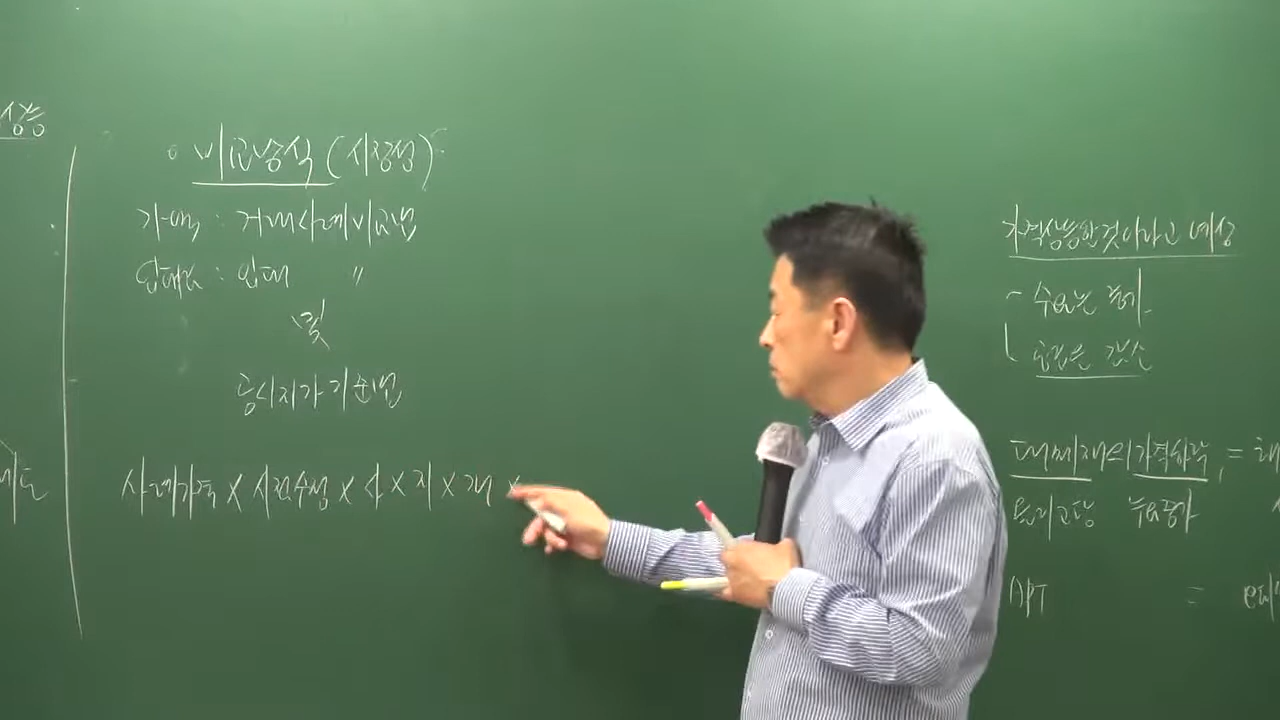 상승
비교방식 (시장성)
가액 : 거래사례비교법
임대료 : 임대 〃
및
공시지가기준법
사례가격 X 사정수정 X 시 X 지 X 개 X
가격상승할것이라고 예상
수요는 증가
공급은 감소
대체재의가격하락 =
APT =